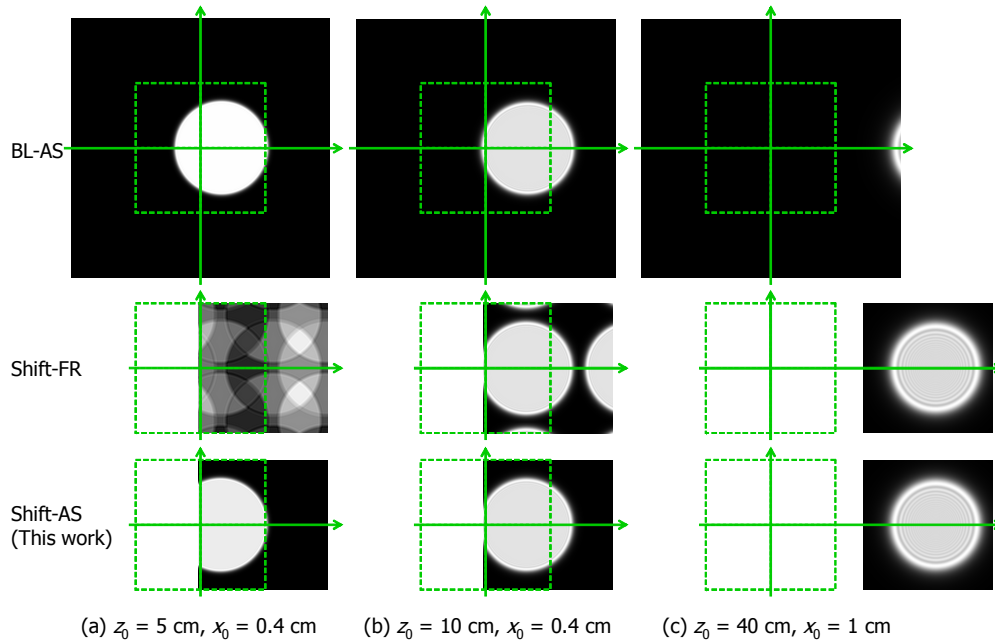 BL-AS
Shift-FR
Shift-AS
(This work)
(a) z₀ = 5 cm, x₀ = 0.4 cm
(b) z₀ = 10 cm, x₀ = 0.4 cm
(c) z₀ = 40 cm, x₀ = 1 cm